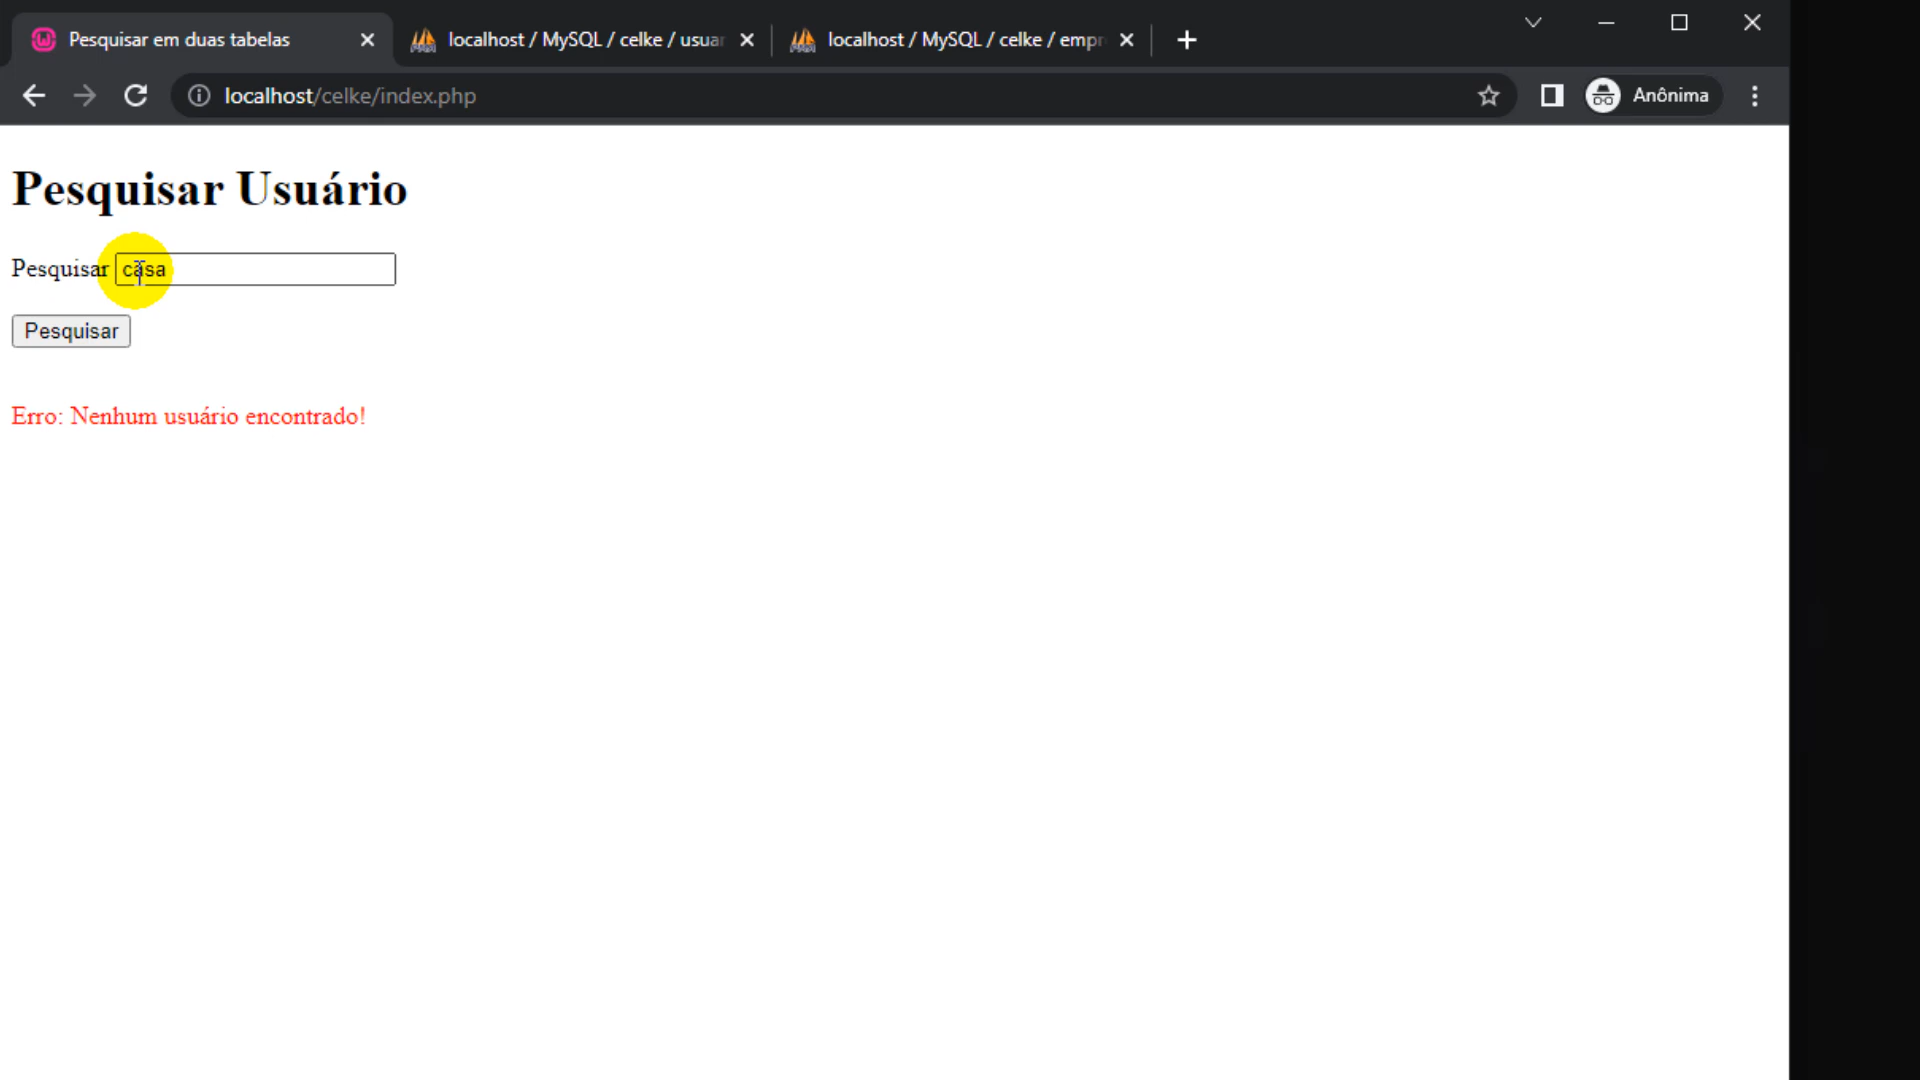 Pesquisar em duas tabelas
localhost / MySQL / celke / usuar
localhost / MySQL / celke / empr
localhost/celke/index.php
Anônima
Pesquisar Usuário
Pesquisar casa
Pesquisar
Erro: Nenhum usuário encontrado!